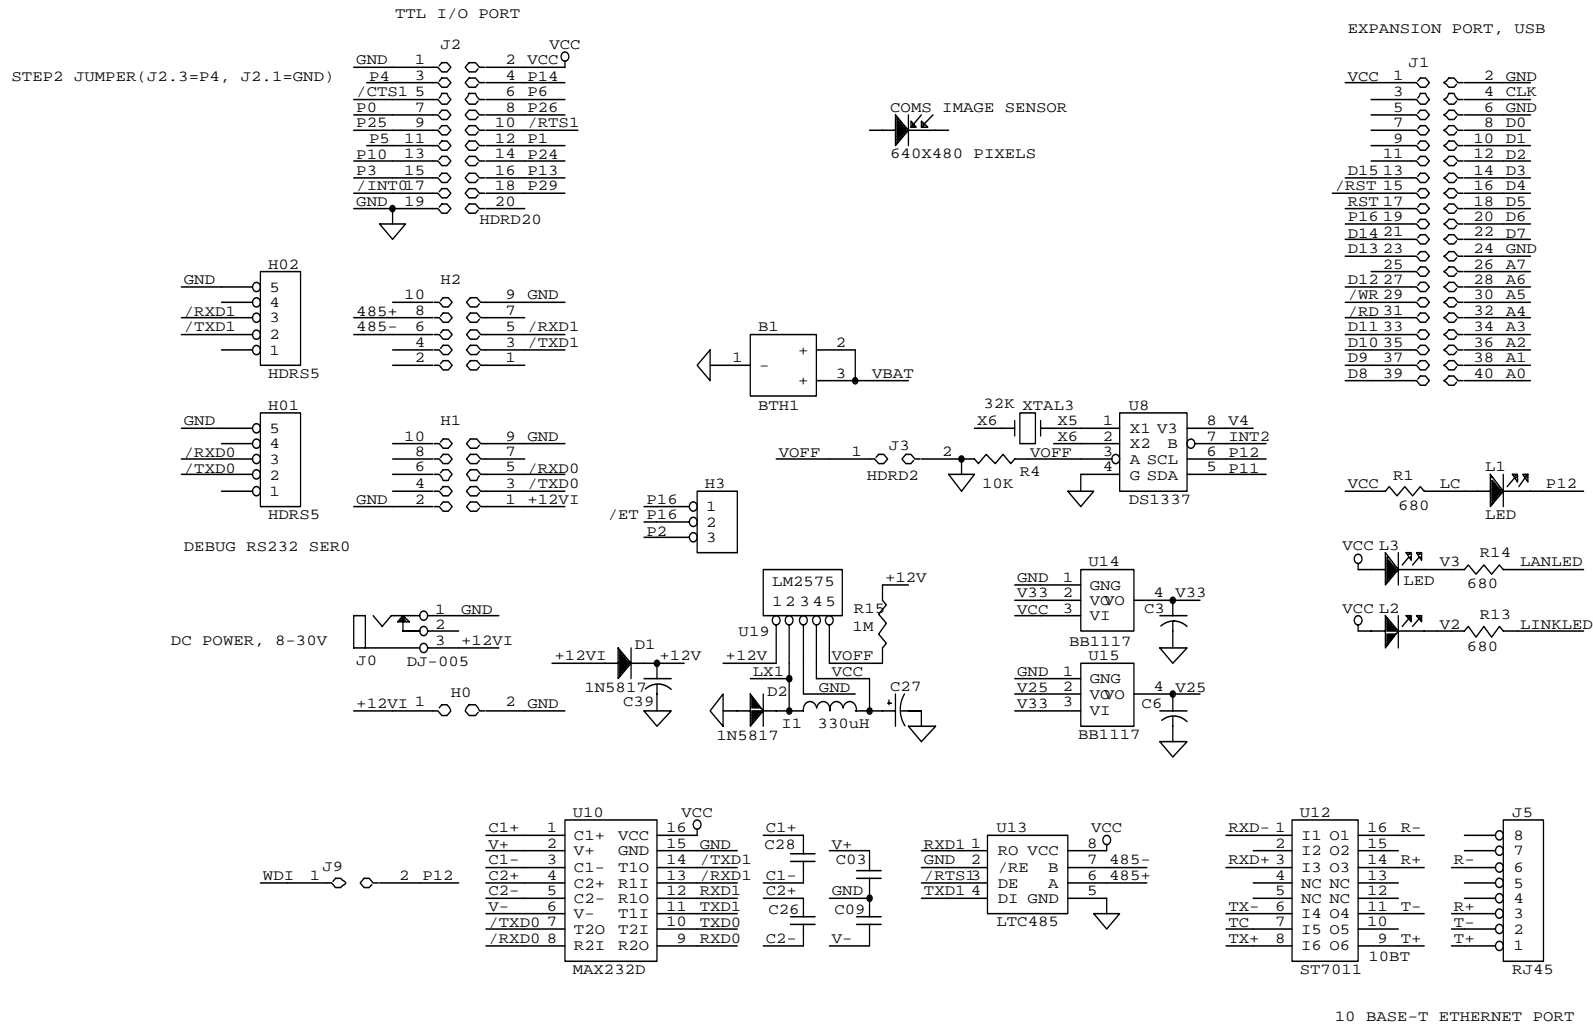 TTL I/O PORT
J2
VCC
GND 1 2 VCC
STEP2 JUMPER(J2.3=P4, J2.1=GND)
P4 3 4 P14
/CTS1 5 6 P6
P0 7 8 P26
P25 9 10 /RTS1
P5 11 12 P1
P10 13 14 P24
P3 15 16 P13
/INT0 17 18 P29
GND 19 20
HDRD20
COMS IMAGE SENSOR
640X480 PIXELS
EXPANSION PORT, USB
J1
VCC 1 2 GND
3 4 CLK
5 6 GND
7 8 D0
9 10 D1
11 12 D2
D15 13 14 D3
/RST 15 16 D4
RST 17 18 D5
P16 19 20 D6
D14 21 22 D7
D13 23 24 GND
25 26 A7
D12 27 28 A6
/WR 29 30 A5
/RD 31 32 A4
D11 33 34 A3
D10 35 36 A2
D9 37 38 A1
D8 39 40 A0
H02
GND 5
4
/RXD1 3
/TXD1 2
1
HDRS5
H2
10 9 GND
485+ 8 7
485- 6 5 /RXD1
4 3 /TXD1
2 1
B1
1 - + 2
+ 3 VBAT
BTH1
H01
GND 5
4
/RXD0 3
/TXD0 2
1
HDRS5
DEBUG RS232 SER0
H1
10 9 GND
8 7
6 5 /RXD0
4 3 /TXD0
GND 2 1 +12VI
32K XTAL3
X6 X5
X6
U8
1 X1 V3 8 V4
2 X2 B 7 INT2
3 A SCL 6 P12
4 G SDA 5 P11
DS1337
VOFF 1 J3 2 VOFF
HDRD2
R4
10K
H3
P16 1
/ET P16 2
P2 3
VCC R1 LC L1 P12
680 LED
VCC L3 V3 R14 LANLED
LED 680
VCC L2 V2 R13 LINKLED
680
DC POWER, 8-30V
1 GND
2
3 +12VI
J0 DJ-005
+12VI 1 H0 2 GND
+12VI D1 +12V
1N5817
C39
LM2575
1 2 3 4 5
U19
+12V
R15
1M
+12V VOFF
LX1 VCC
D2 GND C27
1N5817 I1 330uH
U14
GND 1 GNG
V33 2 VO VO 4 V33
VCC 3 VI C3
BB1117
U15
GND 1 GNG
V25 2 VO VO 4 V25
V33 3 VI C6
BB1117
WDI 1 J9 2 P12
U10
VCC
C1+ 1 C1+ VCC 16
V+ 2 V+ GND 15 GND
C1- 3 C1- T1O 14 /TXD1
C2+ 4 C2+ R1I 13 /RXD1
C2- 5 C2- R1O 12 RXD1
V- 6 V- T1I 11 TXD1
/TXD0 7 T2O T2I 10 TXD0
/RXD0 8 R2I R2O 9 RXD0
MAX232D
C1+
C28
C1-
C2+
C26
C2-
V+
C03
GND
C09
V-
U13
VCC
RXD1 1 RO VCC 8
GND 2 /RE B 7 485-
/RTS1 3 DE A 6 485+
TXD1 4 DI GND 5
LTC485
U12
RXD- 1 I1 O1 16 R-
2 I2 O2 15
RXD+ 3 I3 O3 14 R+
4 NC NC 13
5 NC NC 12
TX- 6 I4 O4 11 T-
TC 7 I5 O5 10
TX+ 8 I6 O6 9 T+
10BT
ST7011
J5
8
7
R- 6
5
4
R+ 3
T- 2
T+ 1
RJ45
10 BASE-T ETHERNET PORT